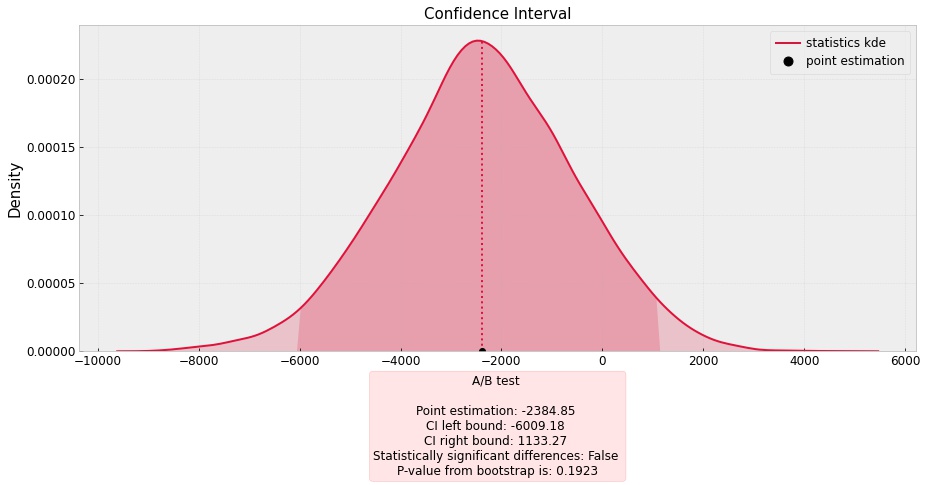 Confidence Interval
statistics kde
point estimation
Density
0.00020
0.00015
0.00010
0.00005
0.00000
−10000 −8000 −6000 −4000 −2000 0 2000 4000 6000
A/B test
Point estimation: -2384.85
CI left bound: -6009.18
CI right bound: 1133.27
Statistically significant differences: False
P-value from bootstrap is: 0.1923